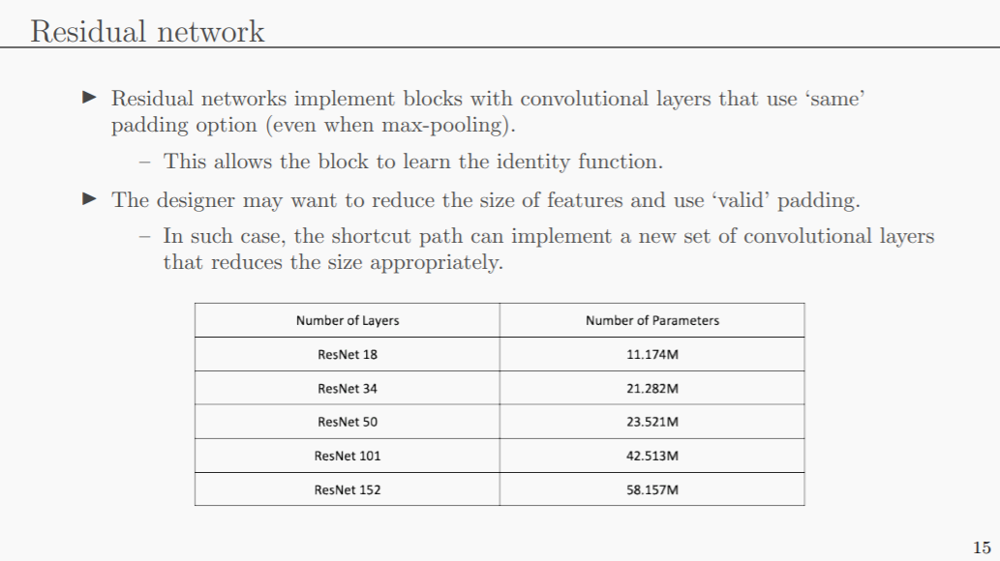 Residual network
▶ Residual networks implement blocks with convolutional layers that use ‘same’
padding option (even when max-pooling).
– This allows the block to learn the identity function.
▶ The designer may want to reduce the size of features and use ‘valid’ padding.
– In such case, the shortcut path can implement a new set of convolutional layers
that reduces the size appropriately.
Number of Layers Number of Parameters
ResNet 18 11.174M
ResNet 34 21.282M
ResNet 50 23.521M
ResNet 101 42.513M
ResNet 152 58.157M
15